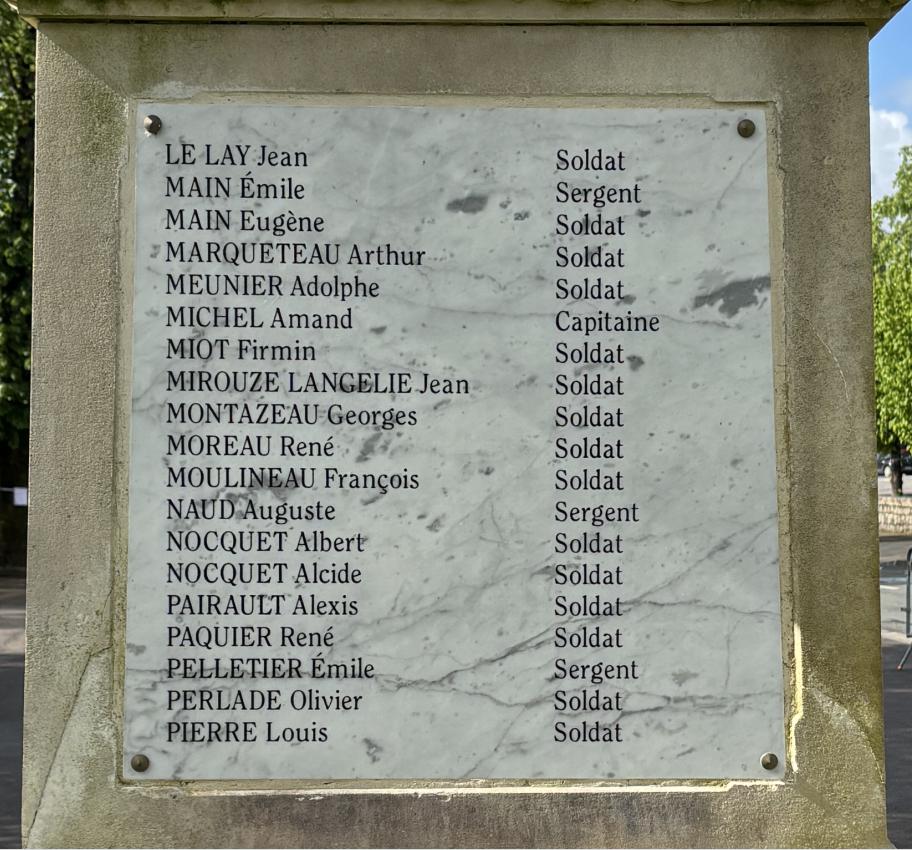 LE LAY Jean Soldat
MAIN Émile Sergent
MAIN Eugène Soldat
MARQUETEAU Arthur Soldat
MEUNIER Adolphe Soldat
MICHEL Amand Capitaine
MIOT Firmin Soldat
MIROUZE LANGELIE Jean Soldat
MONTAZEAU Georges Soldat
MOREAU René Soldat
MOULINEAU François Soldat
NAUD Auguste Sergent
NOCQUET Albert Soldat
NOCQUET Alcide Soldat
PAIRAULT Alexis Soldat
PAQUIER René Soldat
PELLETIER Émile Sergent
PERLADE Olivier Soldat
PIERRE Louis Soldat